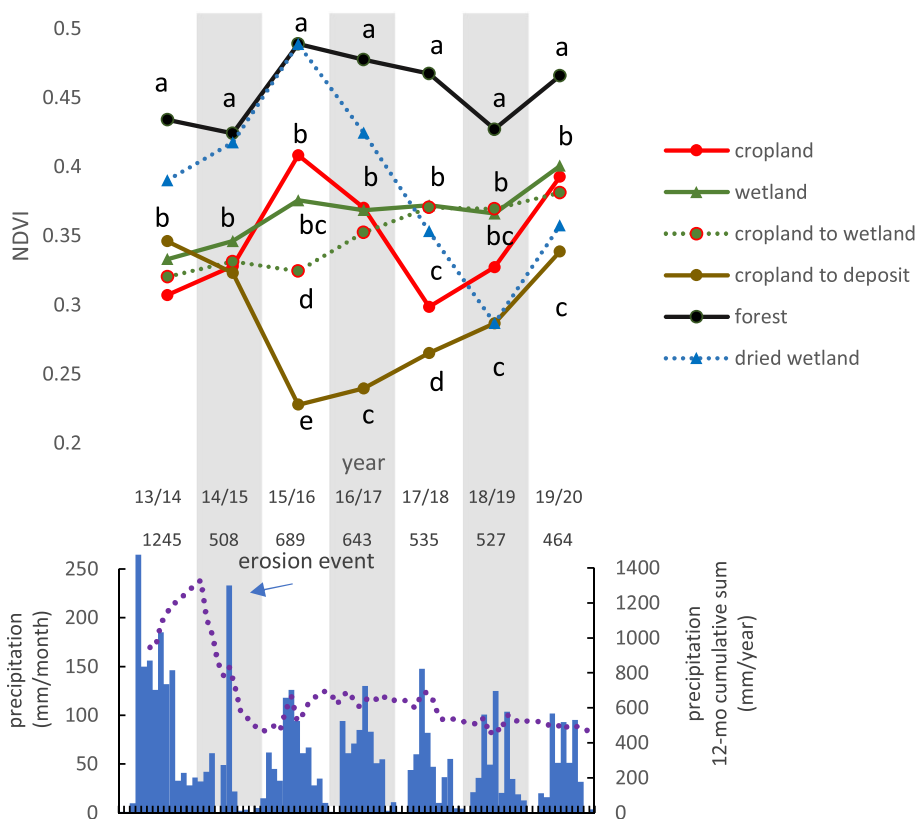 0.5
0.45
0.4
0.35
0.3
0.25
0.2
NDVI
a
a
a
a
a
a
a
b
b
b
b
b
b
b
bc
bc
d
c
c
e
c
d
c
cropland
wetland
cropland to wetland
cropland to deposit
forest
dried wetland
year
13/14 14/15 15/16 16/17 17/18 18/19 19/20
1245 508 689 643 535 527 464
erosion event
250
200
150
100
50
0
precipitation
(mm/month)
1400
1200
1000
800
600
400
200
0
precipitation
12-mo cumulative sum
(mm/year)